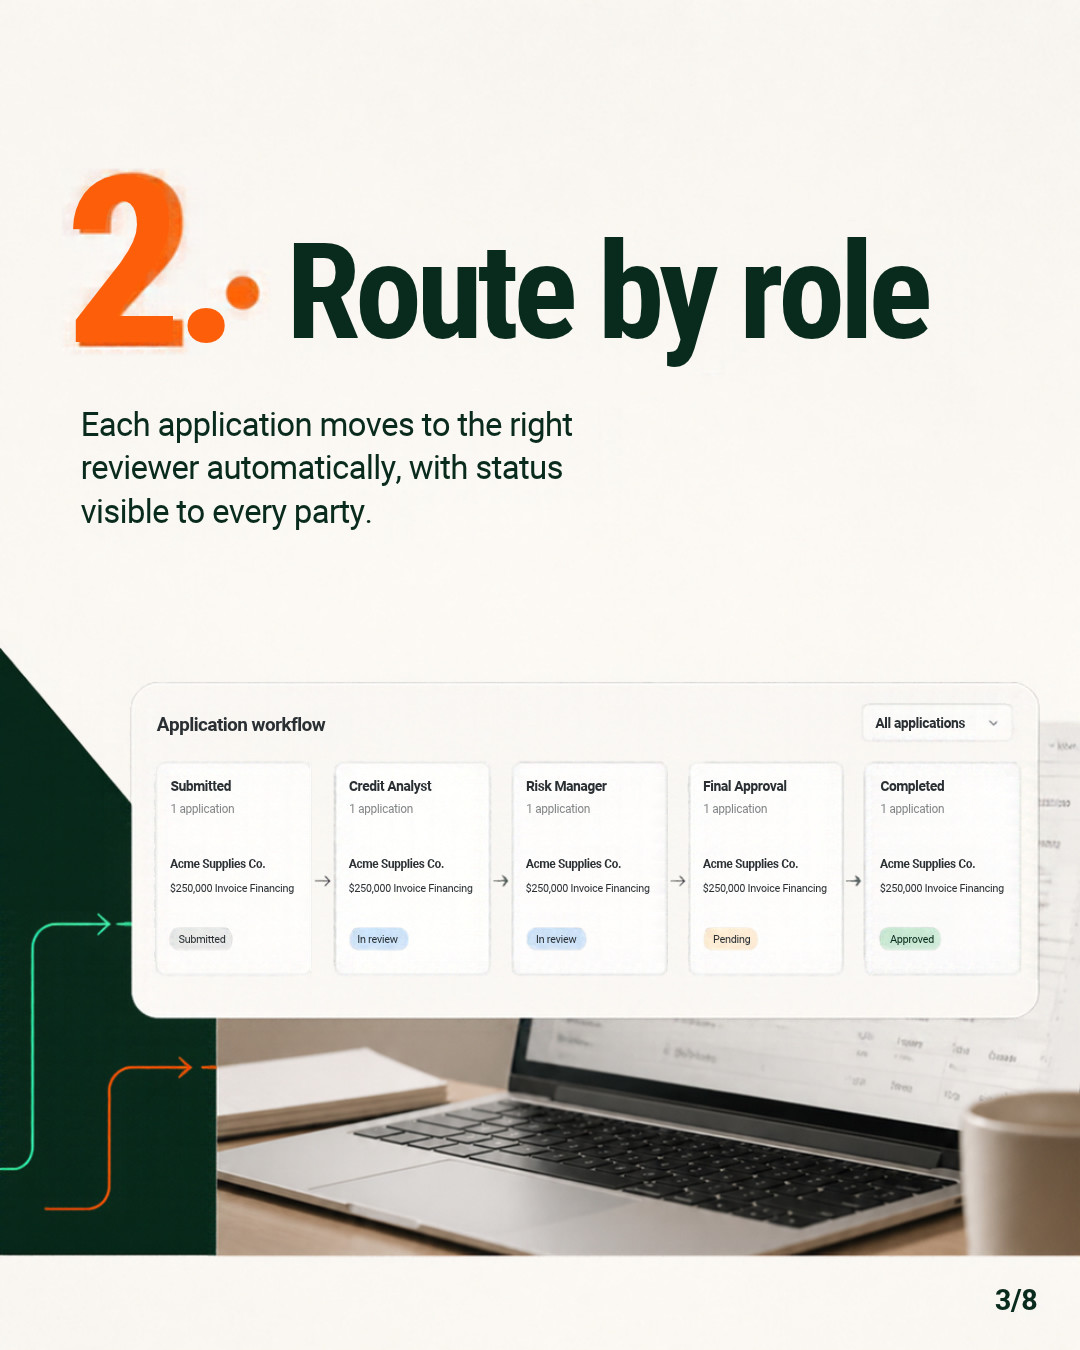 2. Route by role
Each application moves to the right
reviewer automatically, with status
visible to every party.
Application workflow
All applications
Submitted
1 application
Acme Supplies Co.
$250,000 Invoice Financing
Submitted
Credit Analyst
1 application
Acme Supplies Co.
$250,000 Invoice Financing
In review
Risk Manager
1 application
Acme Supplies Co.
$250,000 Invoice Financing
In review
Final Approval
1 application
Acme Supplies Co.
$250,000 Invoice Financing
Pending
Completed
1 application
Acme Supplies Co.
$250,000 Invoice Financing
Approved
3/8